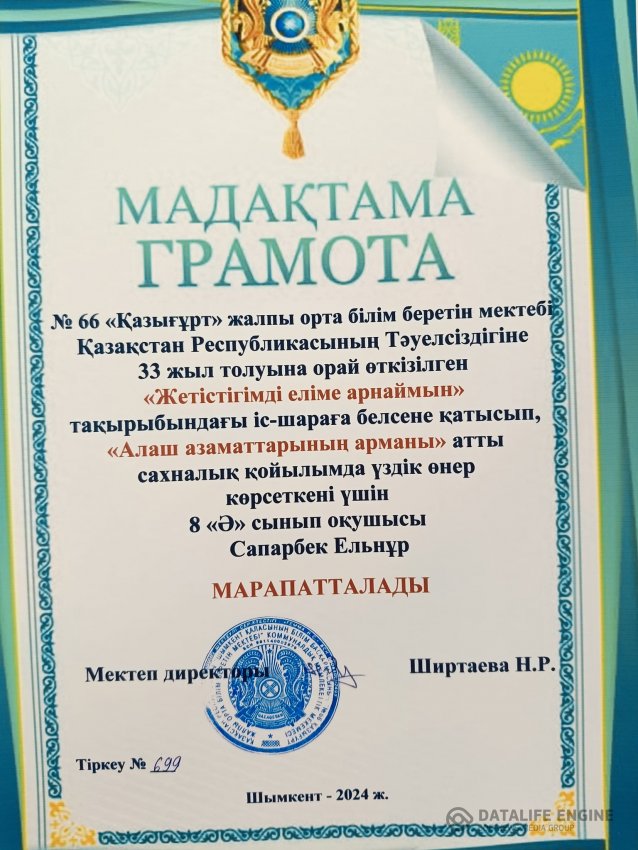 МАДАҚТАМА
ГРАМОТА
№ 66 «Қазығұрт» жалпы орта білім беретін мектебі
Қазақстан Республикасының Тәуелсіздігіне
33 жыл толуына орай өткізілген
«Жетістігімді еліме арнаймын»
тақырыбындағы іс-шараға белсене қатысып,
«Алаш азаматтарының арманы» атты
сахналық қойылымда үздік өнер
көрсеткені үшін
8 «Ә» сынып оқушысы
Сапарбек Ельнұр
МАРАПАТТАЛАДЫ
Мектеп директоры Ширтаева Н.Р.
Тіркеу № 699
Шымкент - 2024 ж.
DATALIFE ENGINE
MEDIA GROUP